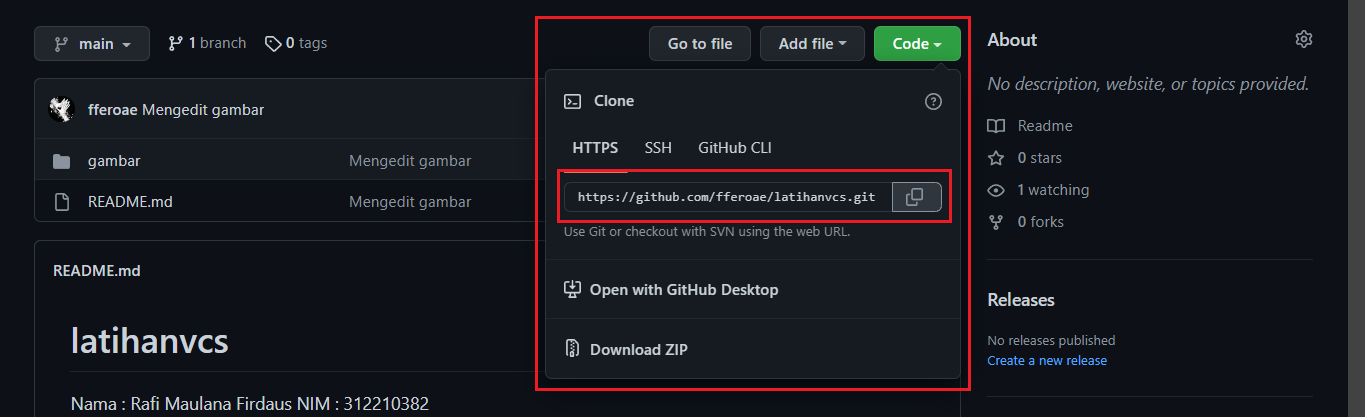 main
1 branch
0 tags
Go to file
Add file
Code
fferoae Mengedit gambar
gambar
Mengedit gambar
README.md
Mengedit gambar
README.md
latihanvcs
Nama : Rafi Maulana Firdaus NIM : 312210382
Clone
HTTPS
SSH
GitHub CLI
https://github.com/fferoae/latihanvcs.git
Use Git or checkout with SVN using the web URL.
Open with GitHub Desktop
Download ZIP
About
No description, website, or topics provided.
Readme
0 stars
1 watching
0 forks
Releases
No releases published
Create a new release